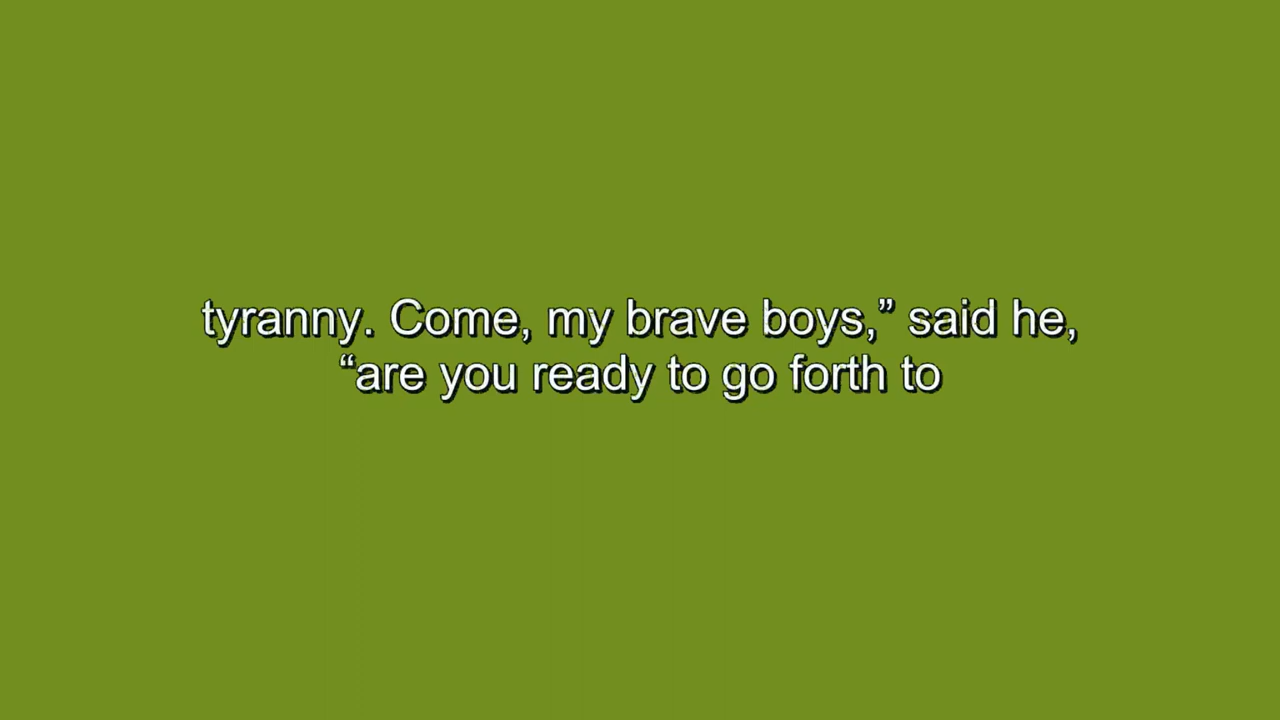 tyranny. Come, my brave boys,” said he,
“are you ready to go forth to